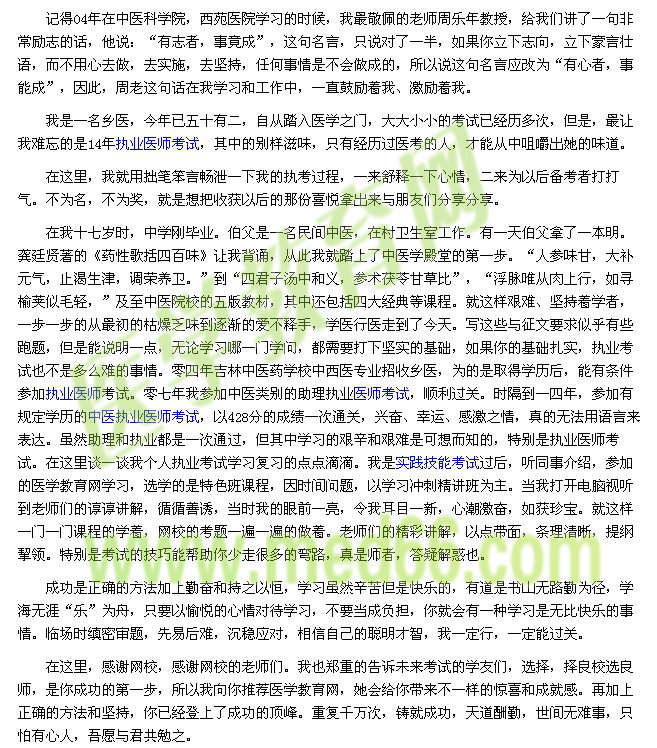 记得04年在中医科学院，西苑医院学习的时候，我最敬佩的老师周乐年教授，给我们讲了一句非
常励志的话，他说：“有志者，事竟成”，这句名言，只说对了一半，如果你立下志向，立下豪言壮
语，而不用心去做，去实施，去坚持，任何事情是不会做成的，所以说这句名言应改为“有心者，事
能成”，因此，周老这句话在我学习和工作中，一直鼓励着我、激励着我。
我是一名乡医，今年已五十有二，自从踏入医学之门，大大小小的考试已经历多次，但是，最让
我难忘的是14年执业医师考试，其中的别样滋味，只有经历过医考的人，才能从中咀嚼出她的味道。
在这里，我就用拙笔笨言畅泄一下我的执考过程，一来舒释一下心情，二来为以后备考者打打
气。不为名，不为奖，就是想把收获以后的那份喜悦拿出来与朋友们分享分享。
在我十七岁时，中学刚毕业。伯父是一名民间中医，在村卫生室工作。有一天伯父拿了一本明。
龚廷贤著的《药性歌括四百味》让我背诵，从此我就踏上了中医学殿堂的第一步。“人参味甘，大补
元气，止渴生津，调荣养卫。”到“四君子汤中和义，参术茯苓甘草比”，“浮脉唯从肉上行，如寻
榆荚似毛轻，”及至中医院校的五版教材，其中还包括四大经典等课程。就这样艰难、坚持着学者，
一步一步的从最初的枯燥乏味到逐渐的爱不释手，学医行医走到了今天。写这些与征文要求似乎有些
跑题，但是能说明一点，无论学习哪一门学问，都需要打下坚实的基础，如果你的基础扎实，执业考
试也不是多么难的事情。零四年吉林中医药学校中西医专业招收乡医，为的是取得学历后，能有条件
参加执业医师考试。零七年我参加中医类别的助理执业医师考试，顺利过关。时隔到一四年，参加有
规定学历的中医执业医师考试，以428分的成绩一次通关，兴奋、幸运、感激之情，真的无法用语言来
表达。虽然助理和执业都是一次通过，但其中学习的艰辛和艰难是可想而知的，特别是执业医师考
试。在这里谈一谈我个人执业考试学习复习的点点滴滴。我是实践技能考试过后，听同事介绍，参加
的医学教育网学习，选学的是特色班课程，因时间问题，以学习冲刺精讲班为主。当我打开电脑视听
到老师们的谆谆讲解，循循善诱，当时我的眼前一亮，令我耳目一新，心潮激奋，如获珍宝。就这样
一门一门课程的学着，网校的考题一遍一遍的做着。老师们的精彩讲解，以点带面，条理清晰，提纲
挈领。特别是考试的技巧能帮助你少走很多的弯路，真是师者，答疑解惑也。
成功是正确的方法加上勤奋和持之以恒，学习虽然辛苦但是快乐的，有道是书山无路勤为径，学
海无涯“乐”为舟，只要以愉悦的心情对待学习，不要当成负担，你就会有一种学习是无比快乐的事
情。临场时缜密审题，先易后难，沉稳应对，相信自己的聪明才智，我一定行，一定能过关。
在这里，感谢网校，感谢网校的老师们。我也郑重的告诉未来考试的学友们，选择，择良校选良
师，是你成功的第一步，所以我向你推荐医学教育网，她会给你带来不一样的惊喜和成就感。再加上
正确的方法和坚持，你已经登上了成功的顶峰。重复千万次，铸就成功，天道酬勤，世间无难事，只
怕有心人，吾愿与君共勉之。
医学教育网
www.med66.com